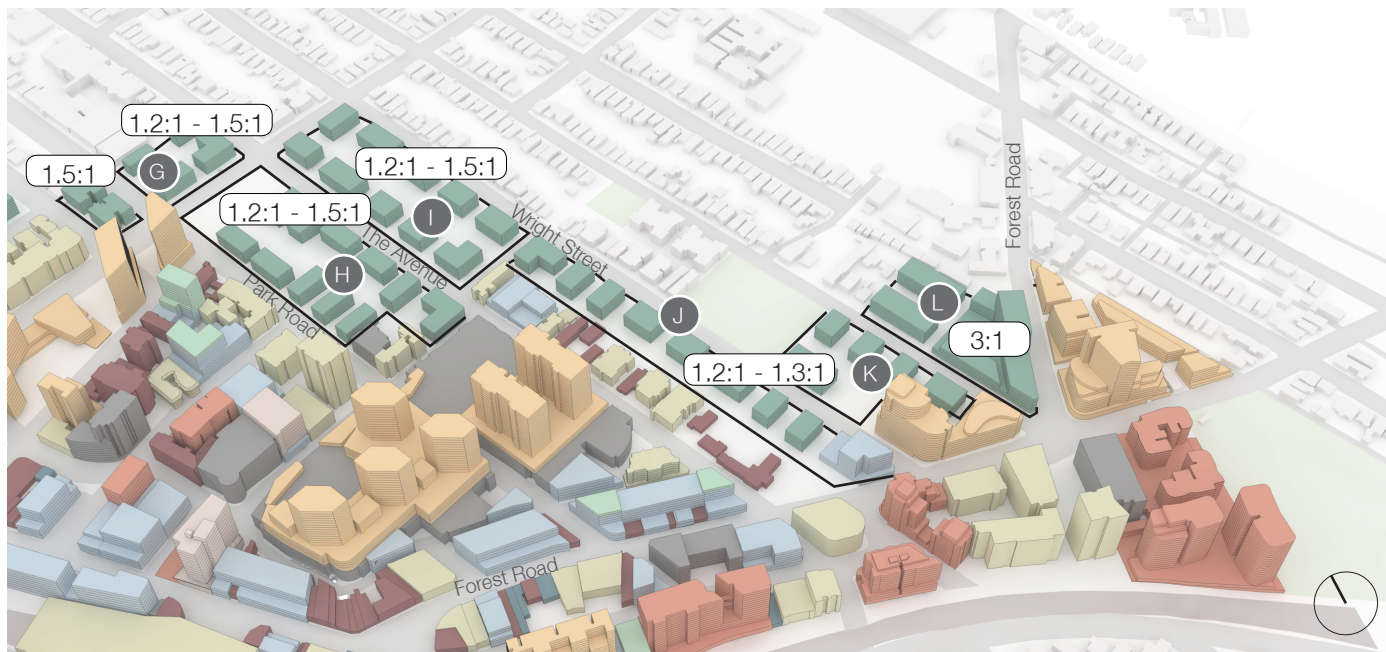 1.2:1 - 1.5:1
1.5:1
G
1.2:1 - 1.5:1
1.2:1 - 1.5:1
I
Wright Street
The Avenue
H
Park Road
Forest Road
J
L
3:1
1.2:1 - 1.3:1
K
Forest Road